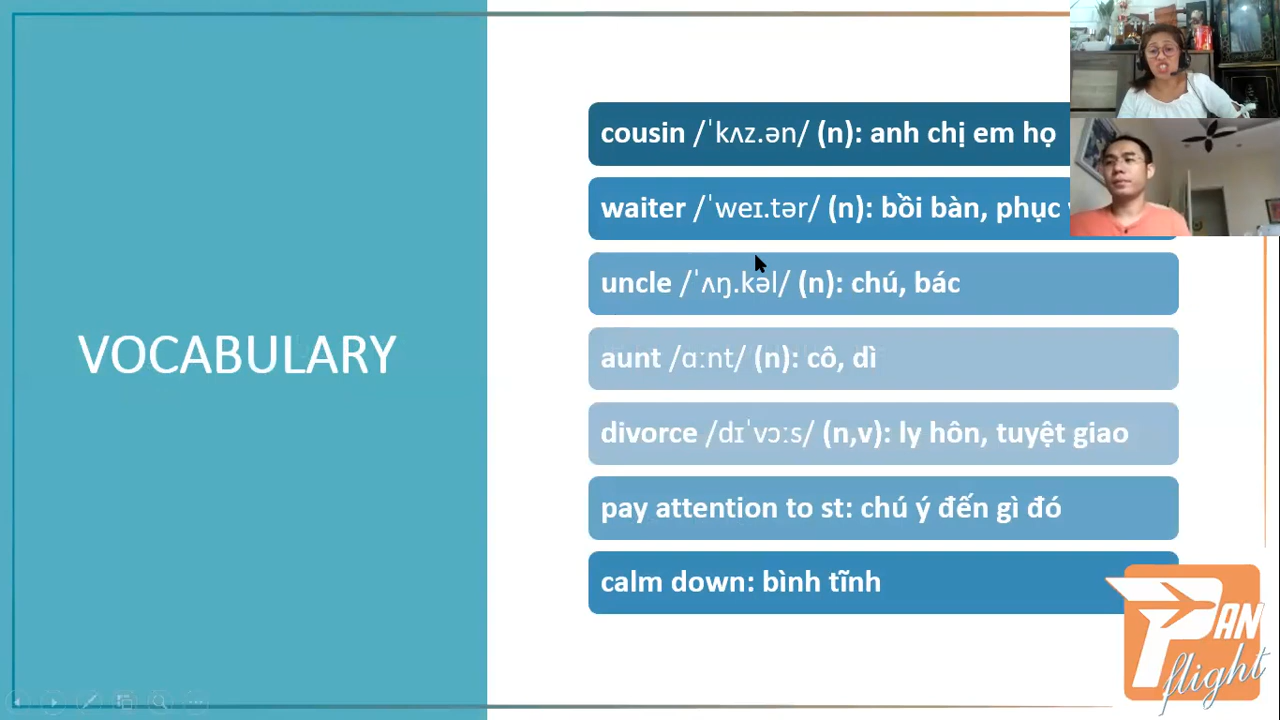 VOCABULARY
cousin /ˈkʌz.ən/ (n): anh chị em họ
waiter /ˈweɪ.tər/ (n): bồi bàn, phục
uncle /ˈʌŋ.kəl/ (n): chú, bác
aunt /ɑːnt/ (n): cô, dì
divorce /dɪˈvɔːs/ (n,v): ly hôn, tuyệt giao
pay attention to st: chú ý đến gì đó
calm down: bình tĩnh
PAN
flight